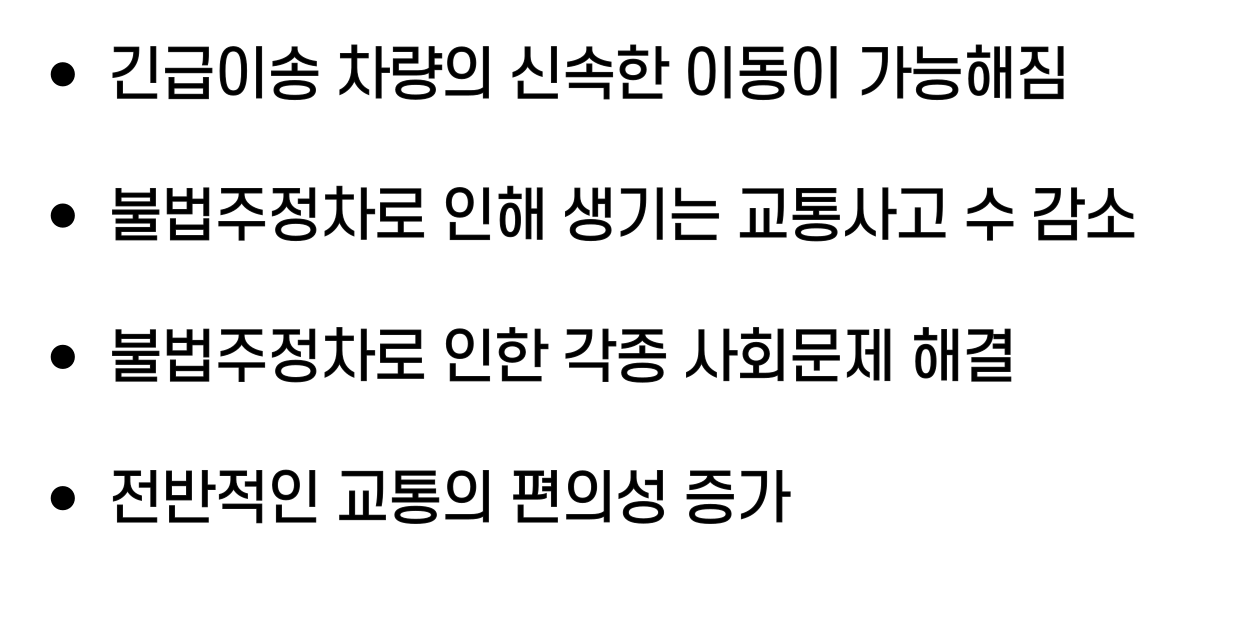 • 긴급이송 차량의 신속한 이동이 가능해짐
• 불법주정차로 인해 생기는 교통사고 수 감소
• 불법주정차로 인한 각종 사회문제 해결
• 전반적인 교통의 편의성 증가